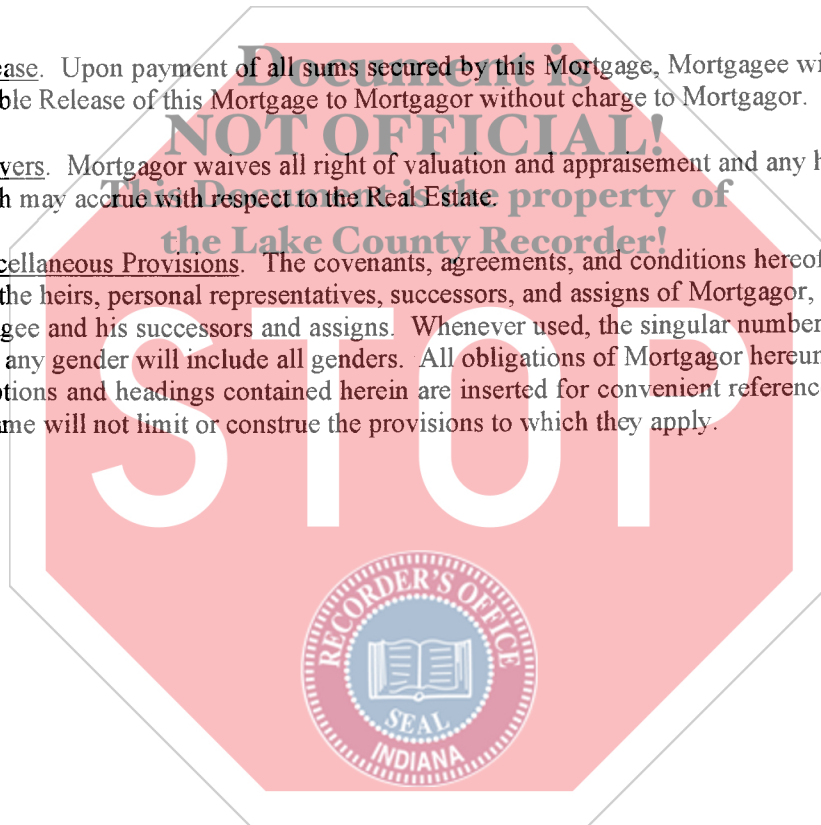 Document is
ease. Upon payment of all sums secured by this Mortgage, Mortgagee wi
ble Release of this Mortgage to Mortgagor without charge to Mortgagor.
NOT OFFICIAL!
vers. Mortgagor waives all right of valuation and appraisement and any h
h may accrue with respect to the Real Estate.
This Document is the property of
the Lake County Recorder!
cellaneous Provisions. The covenants, agreements, and conditions hereof
the heirs, personal representatives, successors, and assigns of Mortgagor,
gee and his successors and assigns. Whenever used, the singular number
any gender will include all genders. All obligations of Mortgagor hereun
tions and headings contained herein are inserted for convenient referenc
me will not limit or construe the provisions to which they apply.
STOP
RECORDER'S OFFICE
SEAL
INDIANA